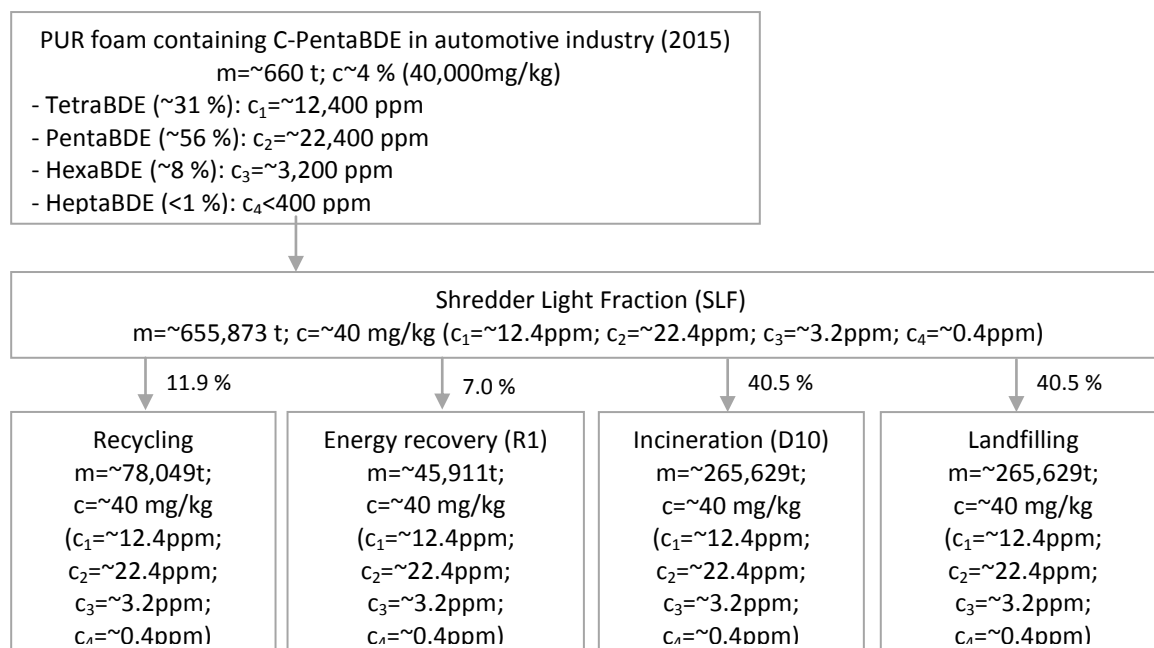 PUR foam containing C-PentaBDE in automotive industry (2015)
m=~660 t; c~4 % (40,000mg/kg)
- TetraBDE (~31 %): c₁=~12,400 ppm
- PentaBDE (~56 %): c₂=~22,400 ppm
- HexaBDE (~8 %): c₃=~3,200 ppm
- HeptaBDE (<1 %): c₄<400 ppm
Shredder Light Fraction (SLF)
m=~655,873 t; c=~40 mg/kg (c₁=~12.4ppm; c₂=~22.4ppm; c₃=~3.2ppm; c₄=~0.4ppm)
11.9 %
7.0 %
40.5 %
40.5 %
Recycling
m=~78,049t;
c=~40 mg/kg
(c₁=~12.4ppm;
c₂=~22.4ppm;
c₃=~3.2ppm;
c₄=~0.4ppm)
Energy recovery (R1)
m=~45,911t;
c=~40 mg/kg
(c₁=~12.4ppm;
c₂=~22.4ppm;
c₃=~3.2ppm;
c₄=~0.4ppm)
Incineration (D10)
m=~265,629t;
c=~40 mg/kg
(c₁=~12.4ppm;
c₂=~22.4ppm;
c₃=~3.2ppm;
c₄=~0.4ppm)
Landfilling
m=~265,629t;
c=~40 mg/kg
(c₁=~12.4ppm;
c₂=~22.4ppm;
c₃=~3.2ppm;
c₄=~0.4ppm)